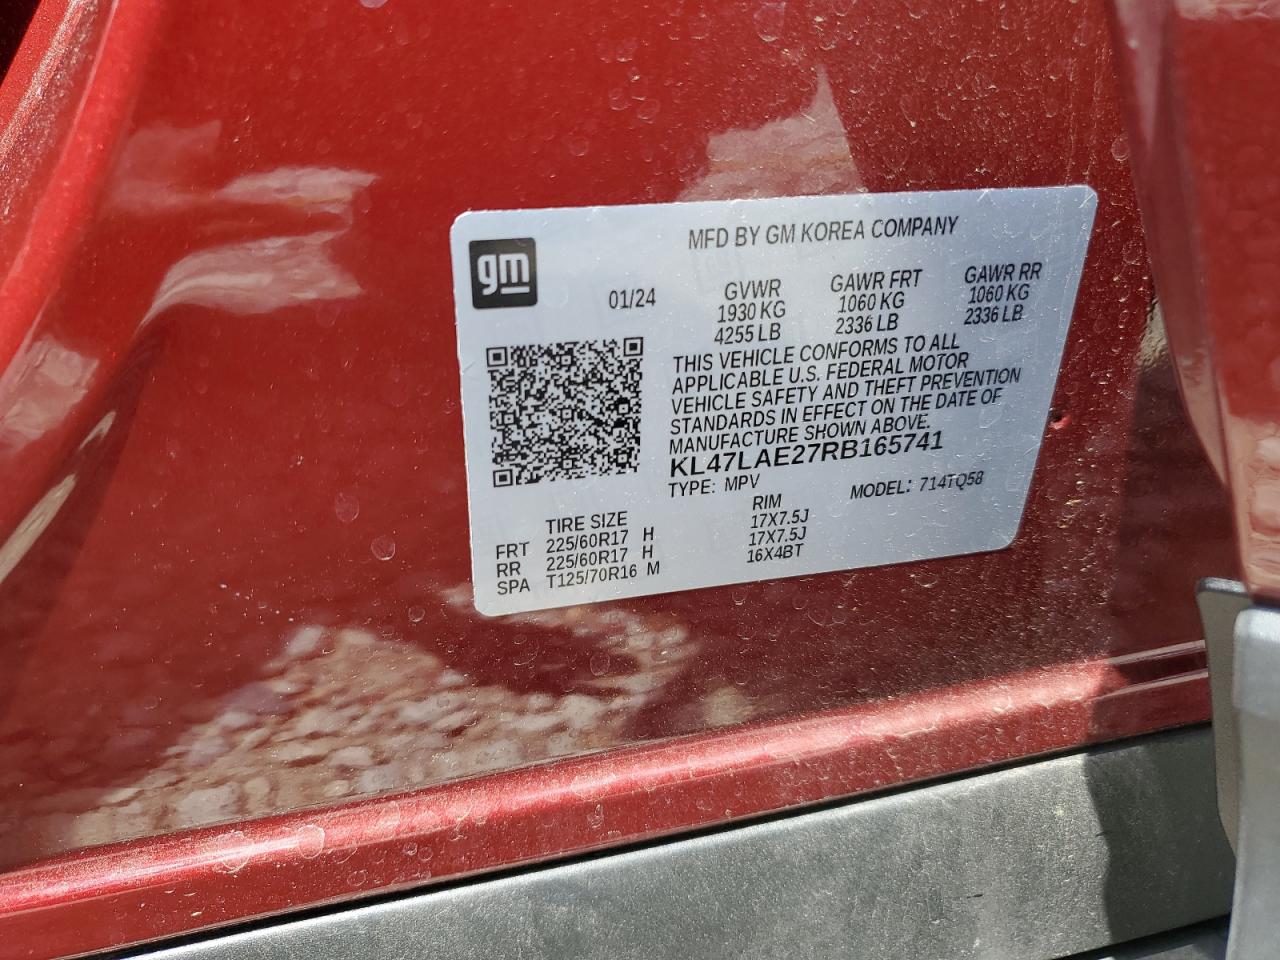 MFD BY GM KOREA COMPANY
gm
01/24
GVWR GAWR FRT GAWR RR
1930 KG 1060 KG 1060 KG
4255 LB 2336 LB 2336 LB
THIS VEHICLE CONFORMS TO ALL
APPLICABLE U.S. FEDERAL MOTOR
VEHICLE SAFETY AND THEFT PREVENTION
STANDARDS IN EFFECT ON THE DATE OF
MANUFACTURE SHOWN ABOVE.
KL47LAE27RB165741
TYPE: MPV MODEL: 714TQ58
TIRE SIZE RIM
FRT 225/60R17 H 17X7.5J
RR 225/60R17 H 17X7.5J
SPA T125/70R16 M 16X4BT